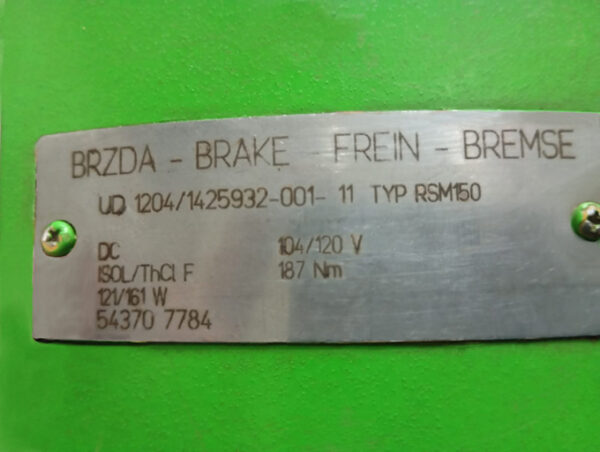 BRZDA - BRAKE FREIN - BREMSE
UD 1204/1425932-001- 11 TYP RSM150
DC 104/120 V
ISOL/ThCl F 187 Nm
121/161 W
54370 7784